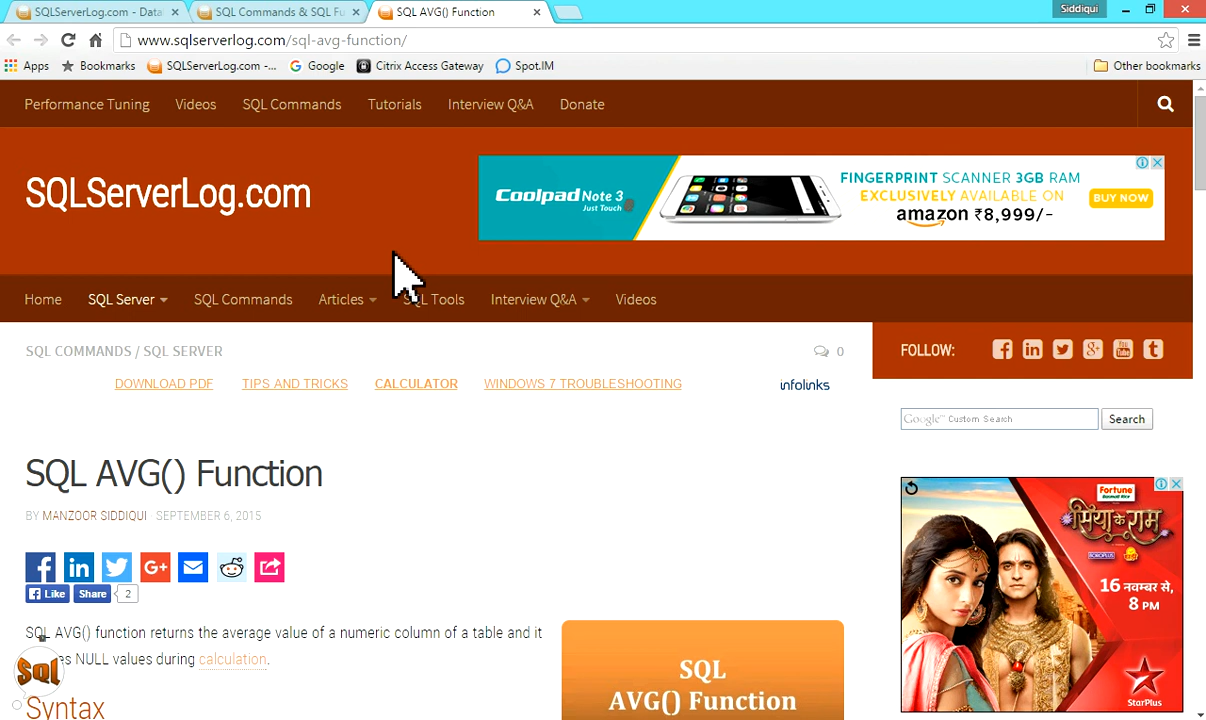 SQLServerLog.com - Data
SQL Commands & SQL Fu
SQL AVG() Function
Siddiqui
www.sqlserverlog.com/sql-avg-function/
Apps
Bookmarks
SQLServerLog.com -...
Google
Citrix Access Gateway
Spot.IM
Other bookmarks
Performance Tuning
Videos
SQL Commands
Tutorials
Interview Q&A
Donate
SQLServerLog.com
Coolpad Note 3
Just Touch
FINGERPRINT SCANNER 3GB RAM
EXCLUSIVELY AVAILABLE ON
amazon ₹8,999/-
BUY NOW
Home
SQL Server
SQL Commands
Articles
SQL Tools
Interview Q&A
Videos
SQL COMMANDS / SQL SERVER
0
FOLLOW:
DOWNLOAD PDF
TIPS AND TRICKS
CALCULATOR
WINDOWS 7 TROUBLESHOOTING
infolinks
Google™ Custom Search
Search
SQL AVG() Function
BY MANZOOR SIDDIQUI SEPTEMBER 6, 2015
Like
Share
2
SQL AVG() function returns the average value of a numeric column of a table and it
es NULL values during calculation.
Sql
Syntax
SQL
AVG() Function
Fortune
सिया के राम
16 नवम्बर से,
8 PM
StarPlus